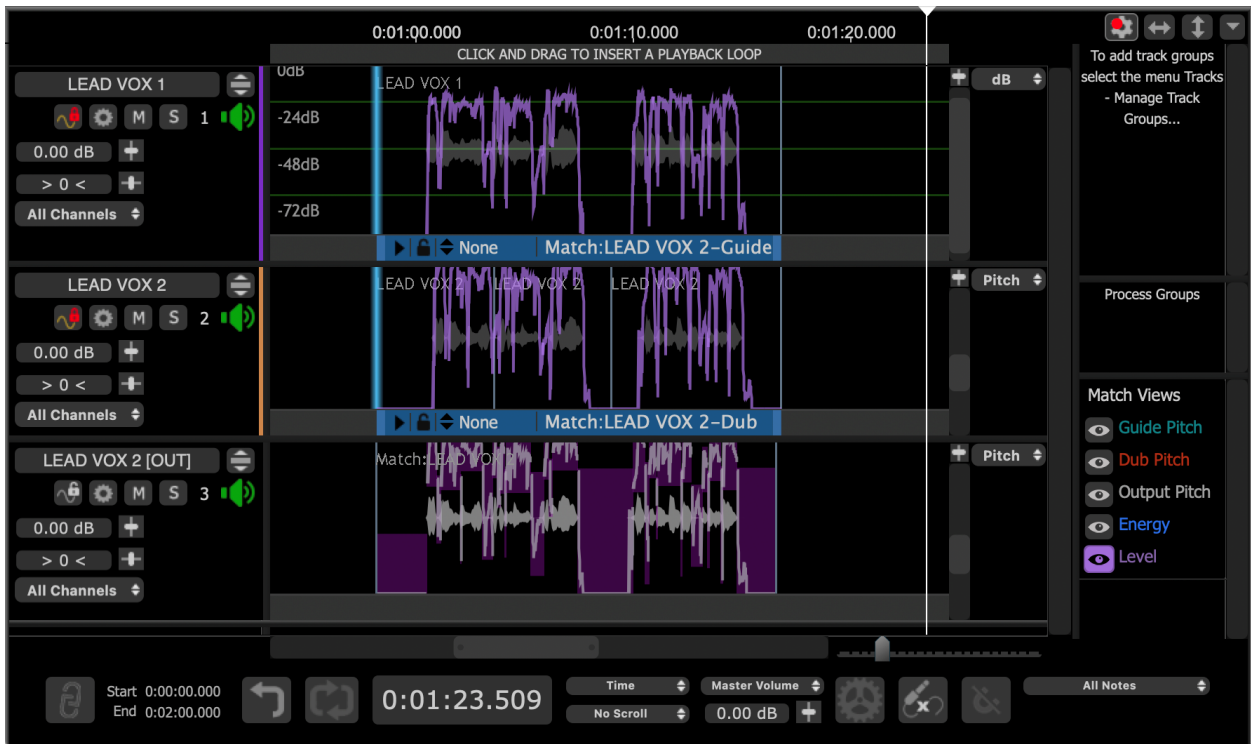 0:01:00.000
0:01:10.000
0:01:20.000
CLICK AND DRAG TO INSERT A PLAYBACK LOOP
To add track groups
select the menu Tracks
- Manage Track
Groups...
LEAD VOX 1
M S 1
0.00 dB
> 0 <
All Channels
0dB
-24dB
-48dB
-72dB
LEAD VOX 1
None Match:LEAD VOX 2-Guide
dB
LEAD VOX 2
M S 2
0.00 dB
> 0 <
All Channels
LEAD VOX 2
LEAD VOX 2
LEAD VOX 2
None Match:LEAD VOX 2-Dub
Pitch
Process Groups
Match Views
Guide Pitch
Dub Pitch
Output Pitch
Energy
Level
LEAD VOX 2 [OUT]
M S 3
0.00 dB
> 0 <
All Channels
Match:LEAD VOX 2
Pitch
Start 0:00:00.000
End 0:02:00.000
0:01:23.509
Time
No Scroll
Master Volume
0.00 dB
x
All Notes